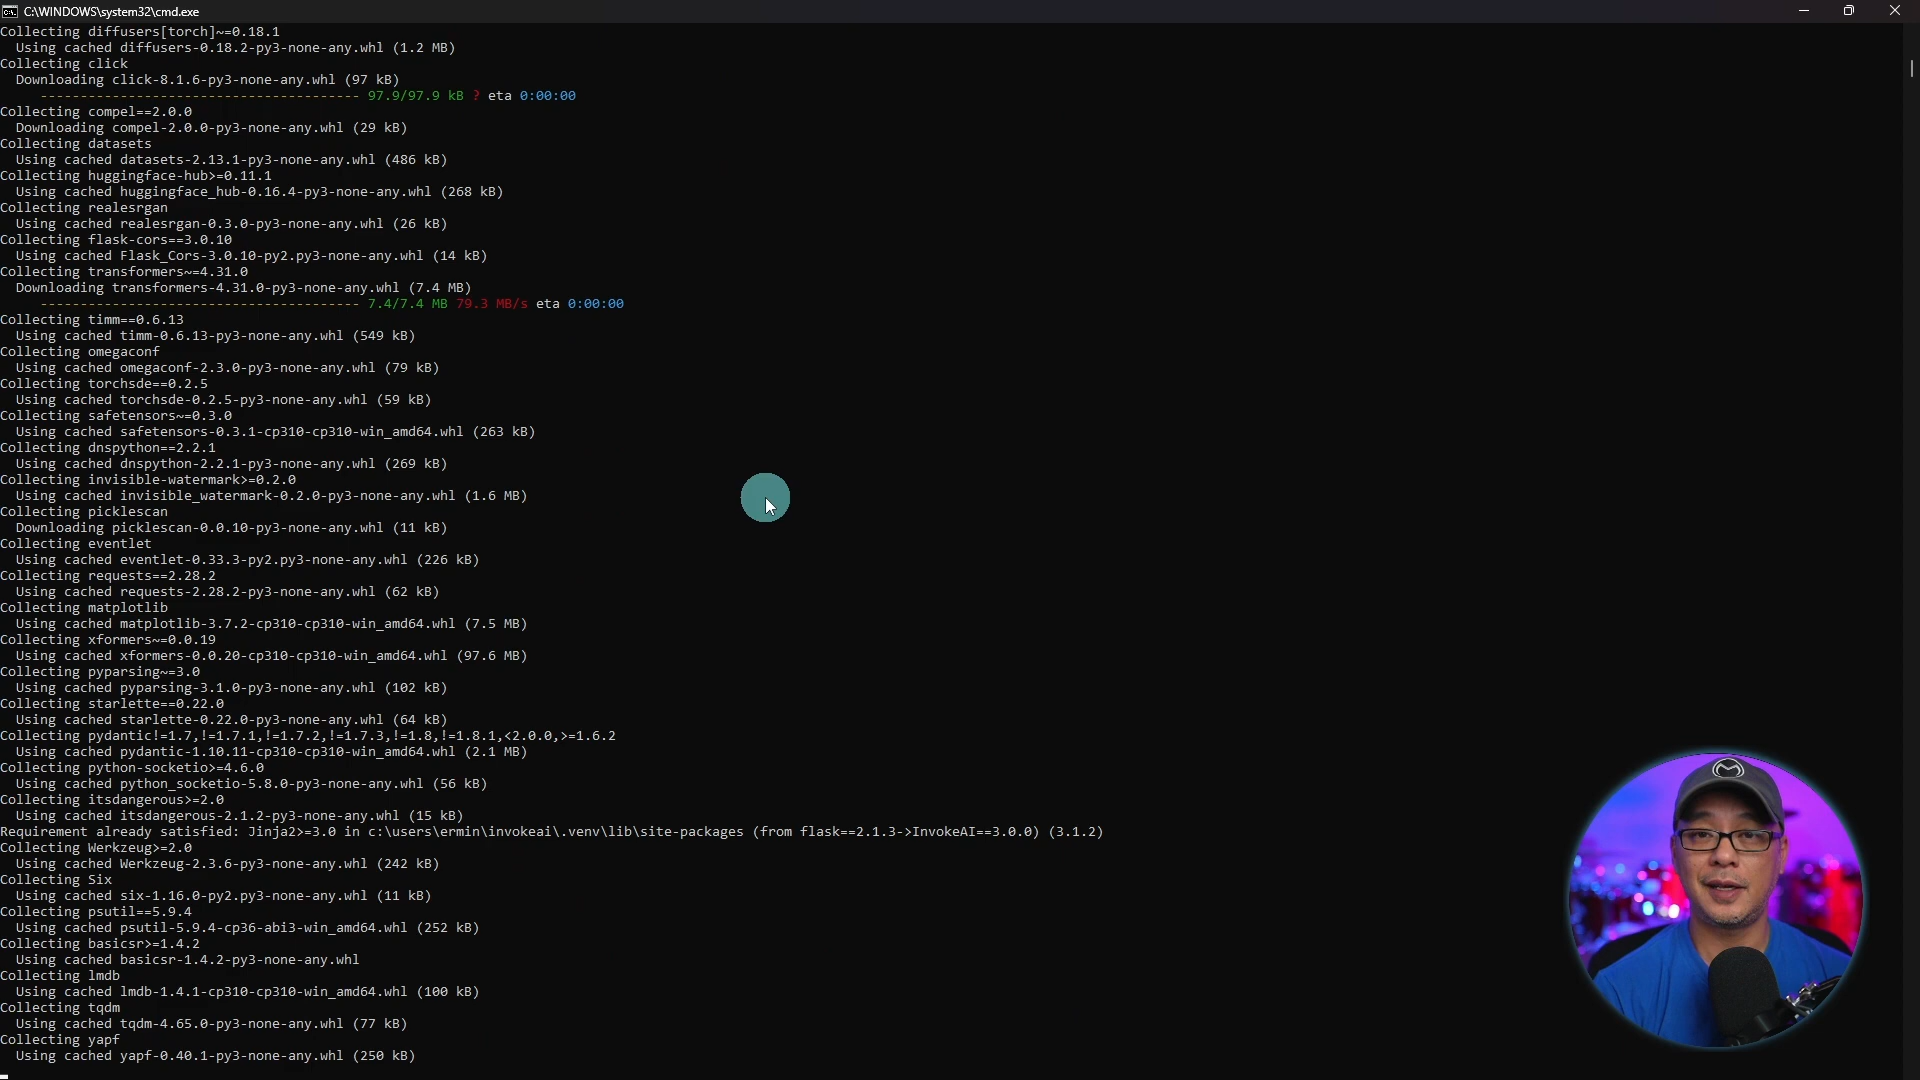 C:\WINDOWS\system32\cmd.exe
Collecting diffusers[torch]~=0.18.1
Using cached diffusers-0.18.2-py3-none-any.whl (1.2 MB)
Collecting click
Downloading click-8.1.6-py3-none-any.whl (97 kB)
---------------------------------------- 97.9/97.9 kB ? eta 0:00:00
Collecting compel==2.0.0
Downloading compel-2.0.0-py3-none-any.whl (29 kB)
Collecting datasets
Using cached datasets-2.13.1-py3-none-any.whl (486 kB)
Collecting huggingface-hub>=0.11.1
Using cached huggingface_hub-0.16.4-py3-none-any.whl (268 kB)
Collecting realesrgan
Using cached realesrgan-0.3.0-py3-none-any.whl (26 kB)
Collecting flask-cors==3.0.10
Using cached Flask_Cors-3.0.10-py2.py3-none-any.whl (14 kB)
Collecting transformers~=4.31.0
Downloading transformers-4.31.0-py3-none-any.whl (7.4 MB)
---------------------------------------- 7.4/7.4 MB 79.3 MB/s eta 0:00:00
Collecting timm==0.6.13
Using cached timm-0.6.13-py3-none-any.whl (549 kB)
Collecting omegaconf
Using cached omegaconf-2.3.0-py3-none-any.whl (79 kB)
Collecting torchsde==0.2.5
Using cached torchsde-0.2.5-py3-none-any.whl (59 kB)
Collecting safetensors~=0.3.0
Using cached safetensors-0.3.1-cp310-cp310-win_amd64.whl (263 kB)
Collecting dnspython==2.2.1
Using cached dnspython-2.2.1-py3-none-any.whl (269 kB)
Collecting invisible-watermark>=0.2.0
Using cached invisible_watermark-0.2.0-py3-none-any.whl (1.6 MB)
Collecting picklescan
Downloading picklescan-0.0.10-py3-none-any.whl (11 kB)
Collecting eventlet
Using cached eventlet-0.33.3-py2.py3-none-any.whl (226 kB)
Collecting requests==2.28.2
Using cached requests-2.28.2-py3-none-any.whl (62 kB)
Collecting matplotlib
Using cached matplotlib-3.7.2-cp310-cp310-win_amd64.whl (7.5 MB)
Collecting xformers~=0.0.19
Using cached xformers-0.0.20-cp310-cp310-win_amd64.whl (97.6 MB)
Collecting pyparsing~=3.0
Using cached pyparsing-3.1.0-py3-none-any.whl (102 kB)
Collecting starlette==0.22.0
Using cached starlette-0.22.0-py3-none-any.whl (64 kB)
Collecting pydantic!=1.7,!=1.7.1,!=1.7.2,!=1.7.3,!=1.8,!=1.8.1,<2.0.0,>=1.6.2
Using cached pydantic-1.10.11-cp310-cp310-win_amd64.whl (2.1 MB)
Collecting python-socketio>=4.6.0
Using cached python_socketio-5.8.0-py3-none-any.whl (56 kB)
Collecting itsdangerous>=2.0
Using cached itsdangerous-2.1.2-py3-none-any.whl (15 kB)
Requirement already satisfied: Jinja2>=3.0 in c:\users\ermin\invokeai\.venv\lib\site-packages (from flask==2.1.3->InvokeAI==3.0.0) (3.1.2)
Collecting Werkzeug>=2.0
Using cached Werkzeug-2.3.6-py3-none-any.whl (242 kB)
Collecting Six
Using cached six-1.16.0-py2.py3-none-any.whl (11 kB)
Collecting psutil==5.9.4
Using cached psutil-5.9.4-cp36-abi3-win_amd64.whl (252 kB)
Collecting basicsr>=1.4.2
Using cached basicsr-1.4.2-py3-none-any.whl
Collecting lmdb
Using cached lmdb-1.4.1-cp310-cp310-win_amd64.whl (100 kB)
Collecting tqdm
Using cached tqdm-4.65.0-py3-none-any.whl (77 kB)
Collecting yapf
Using cached yapf-0.40.1-py3-none-any.whl (250 kB)